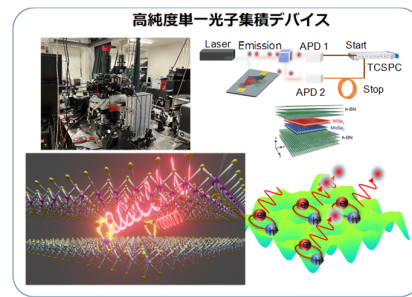 高純度単一光子集積デバイス
Laser
Emission
APD 1
Start
TCSPC
APD 2
Stop
h-BN
WSe₂
MoSe₂
h-BN